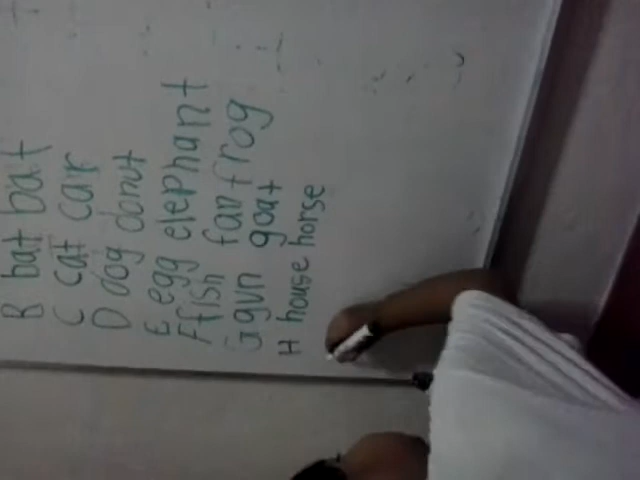 B bat bat
C cat car
D dog donut
E egg elephant
F fish fan frog
G gun goat
H house horse